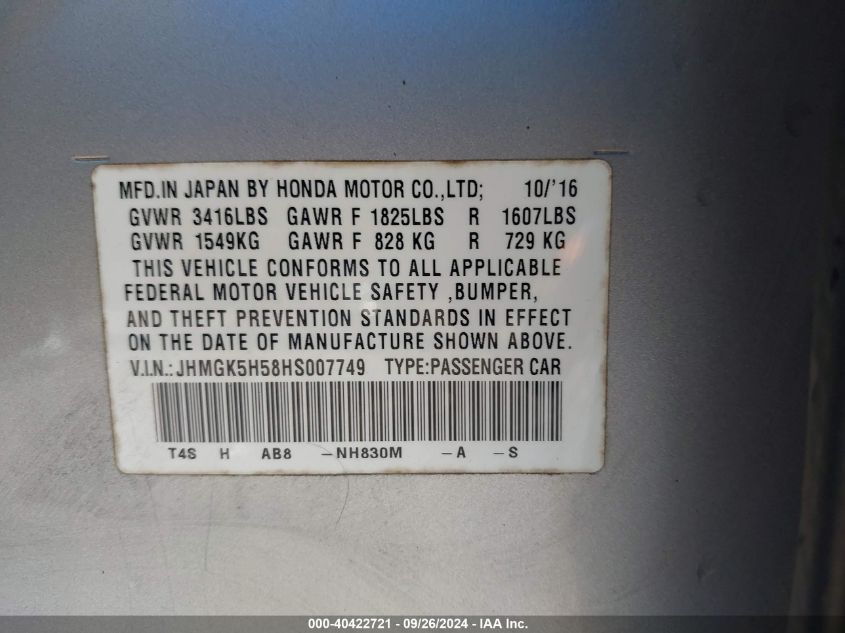 MFD.IN JAPAN BY HONDA MOTOR CO.,LTD; 10/'16
GVWR 3416LBS GAWR F 1825LBS R 1607LBS
GVWR 1549KG GAWR F 828 KG R 729 KG
THIS VEHICLE CONFORMS TO ALL APPLICABLE
FEDERAL MOTOR VEHICLE SAFETY ,BUMPER,
AND THEFT PREVENTION STANDARDS IN EFFECT
ON THE DATE OF MANUFACTURE SHOWN ABOVE.
V.I.N.:JHMGK5H58HS007749 TYPE:PASSENGER CAR
T4S H AB8 -NH830M -A -S
000-40422721 - 09/26/2024 - IAA, Inc.